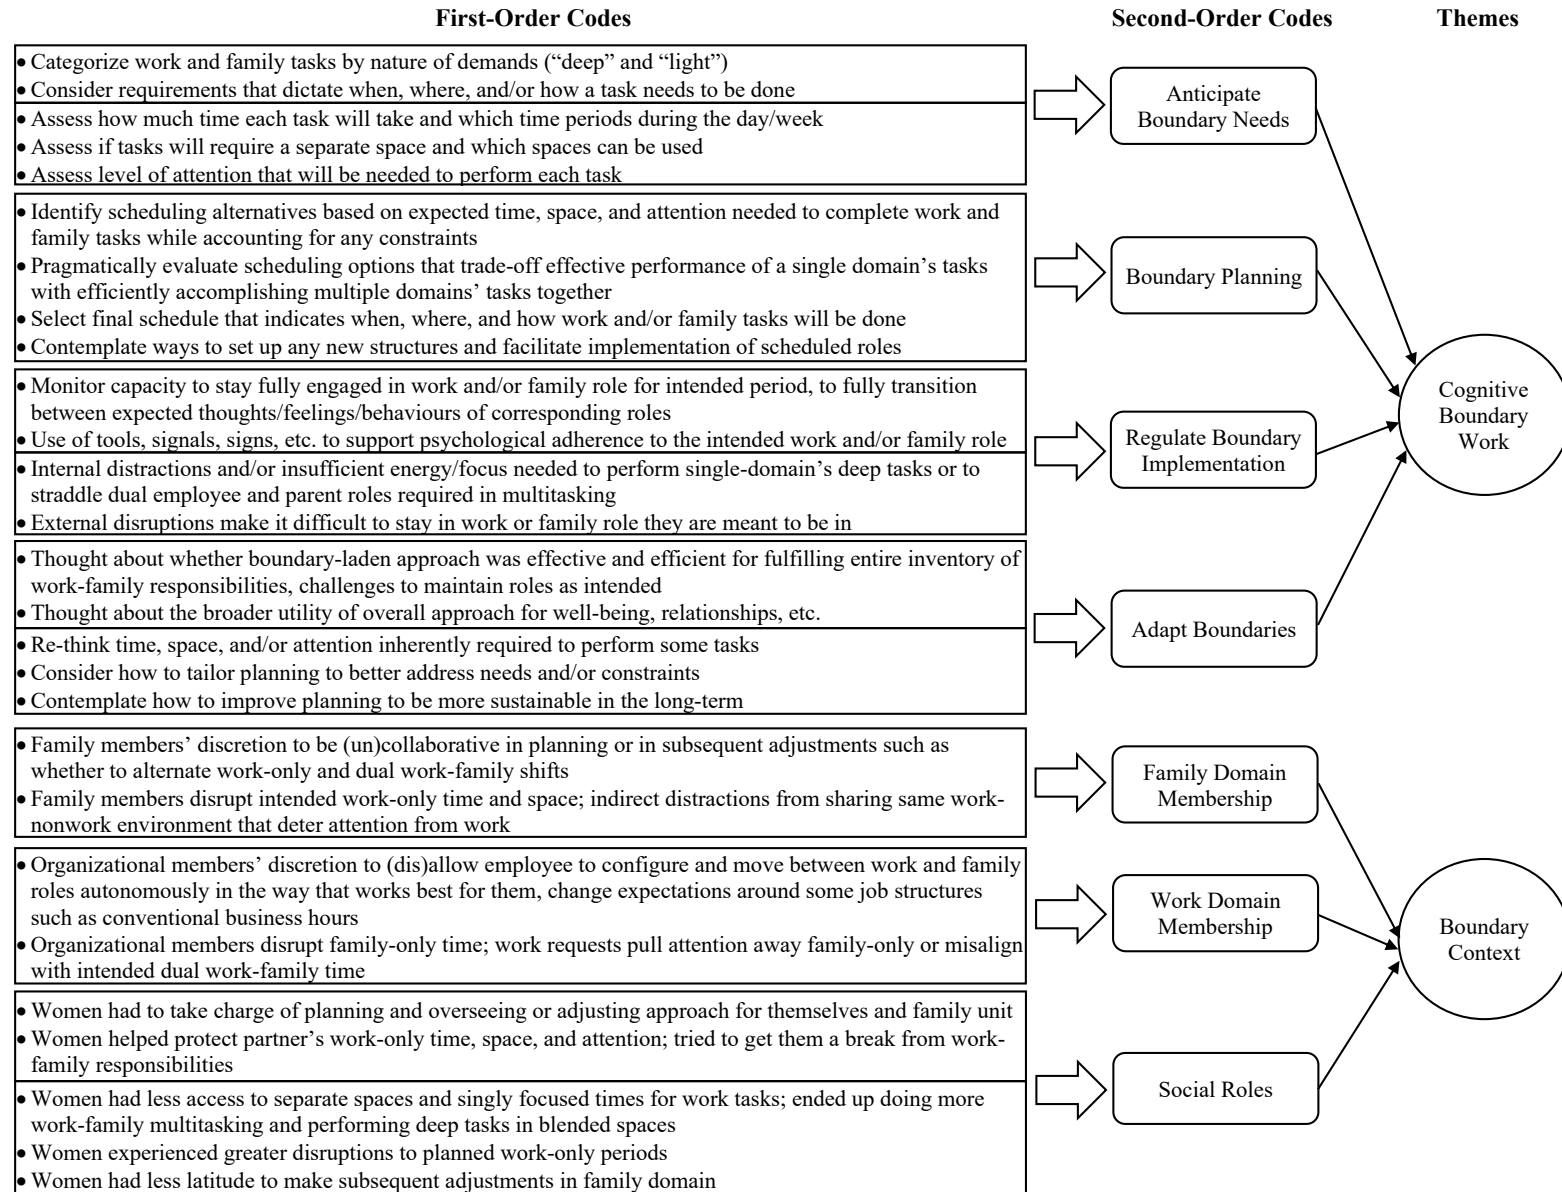 First-Order Codes
Second-Order Codes
Themes
• Categorize work and family tasks by nature of demands (“deep” and “light”)
• Consider requirements that dictate when, where, and/or how a task needs to be done
• Assess how much time each task will take and which time periods during the day/week
• Assess if tasks will require a separate space and which spaces can be used
• Assess level of attention that will be needed to perform each task
Anticipate
Boundary Needs
• Identify scheduling alternatives based on expected time, space, and attention needed to complete work and
family tasks while accounting for any constraints
• Pragmatically evaluate scheduling options that trade-off effective performance of a single domain’s tasks
with efficiently accomplishing multiple domains’ tasks together
• Select final schedule that indicates when, where, and how work and/or family tasks will be done
• Contemplate ways to set up any new structures and facilitate implementation of scheduled roles
Boundary Planning
• Monitor capacity to stay fully engaged in work and/or family role for intended period, to fully transition
between expected thoughts/feelings/behaviours of corresponding roles
• Use of tools, signals, signs, etc. to support psychological adherence to the intended work and/or family role
• Internal distractions and/or insufficient energy/focus needed to perform single-domain’s deep tasks or to
straddle dual employee and parent roles required in multitasking
• External disruptions make it difficult to stay in work or family role they are meant to be in
Regulate Boundary
Implementation
• Thought about whether boundary-laden approach was effective and efficient for fulfilling entire inventory of
work-family responsibilities, challenges to maintain roles as intended
• Thought about the broader utility of overall approach for well-being, relationships, etc.
• Re-think time, space, and/or attention inherently required to perform some tasks
• Consider how to tailor planning to better address needs and/or constraints
• Contemplate how to improve planning to be more sustainable in the long-term
Adapt Boundaries
Cognitive
Boundary
Work
• Family members’ discretion to be (un)collaborative in planning or in subsequent adjustments such as
whether to alternate work-only and dual work-family shifts
• Family members disrupt intended work-only time and space; indirect distractions from sharing same work-
nonwork environment that deter attention from work
Family Domain
Membership
• Organizational members’ discretion to (dis)allow employee to configure and move between work and family
roles autonomously in the way that works best for them, change expectations around some job structures
such as conventional business hours
• Organizational members disrupt family-only time; work requests pull attention away family-only or misalign
with intended dual work-family time
Work Domain
Membership
• Women had to take charge of planning and overseeing or adjusting approach for themselves and family unit
• Women helped protect partner’s work-only time, space, and attention; tried to get them a break from work-
family responsibilities
• Women had less access to separate spaces and singly focused times for work tasks; ended up doing more
work-family multitasking and performing deep tasks in blended spaces
• Women experienced greater disruptions to planned work-only periods
• Women had less latitude to make subsequent adjustments in family domain
Social Roles
Boundary
Context